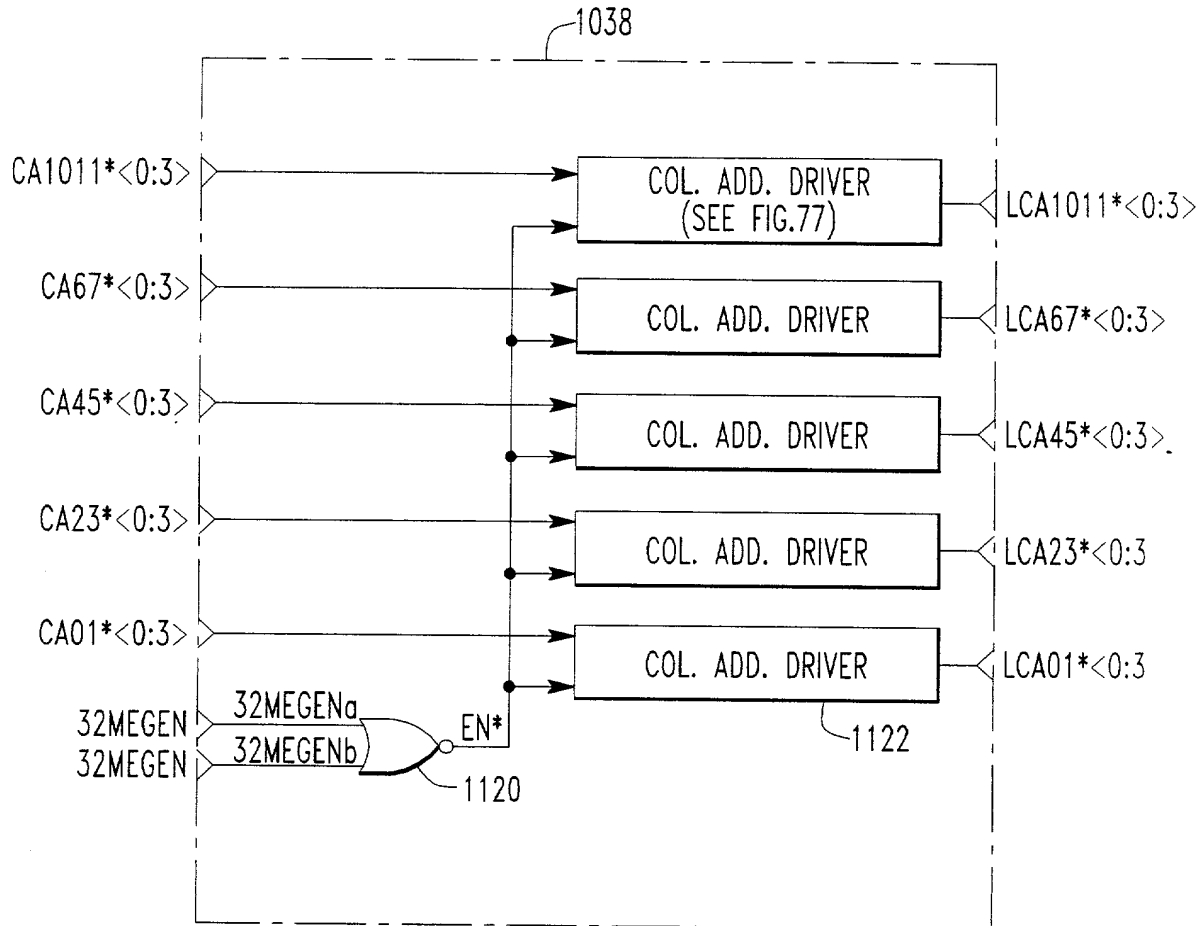 1038
CA1011*<0:3>
COL. ADD. DRIVER
(SEE FIG.77)
LCA1011*<0:3>
CA67*<0:3>
COL. ADD. DRIVER
LCA67*<0:3>
CA45*<0:3>
COL. ADD. DRIVER
LCA45*<0:3>
CA23*<0:3>
COL. ADD. DRIVER
LCA23*<0:3
CA01*<0:3>
COL. ADD. DRIVER
LCA01*<0:3
32MEGEN
32MEGENa
EN*
1122
32MEGEN
32MEGENb
1120